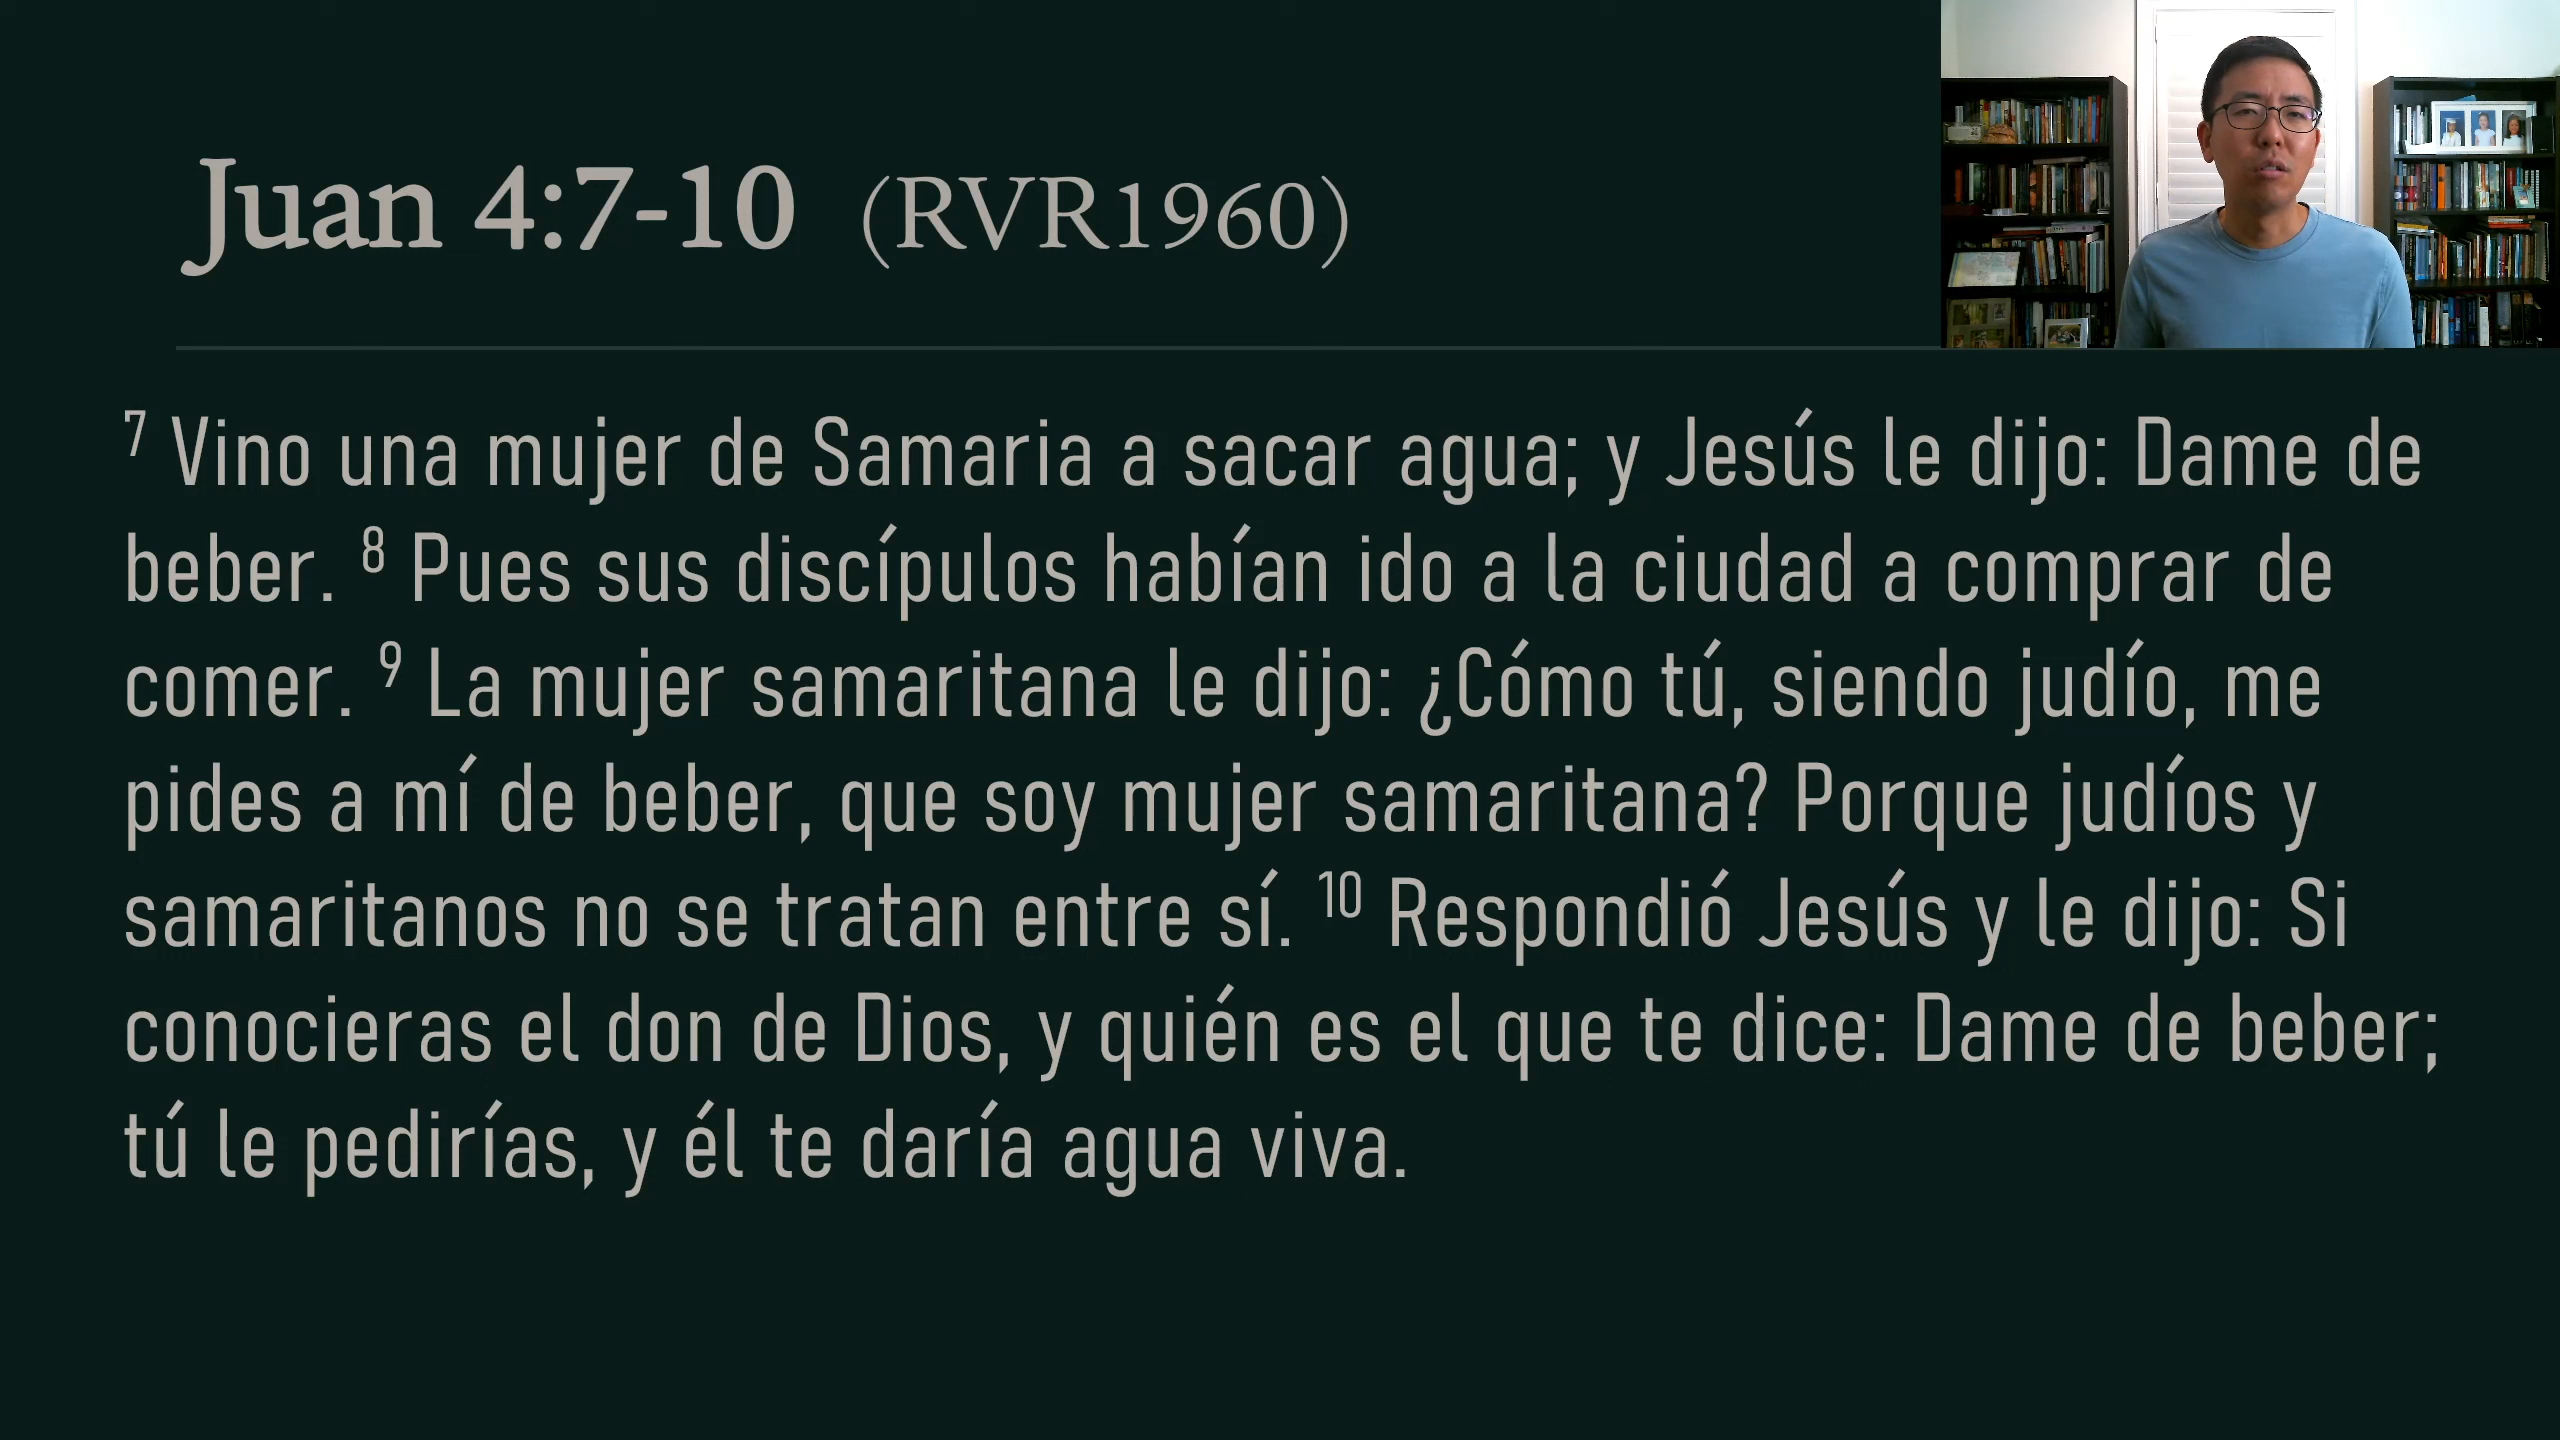 Juan 4:7-10 (RVR1960)
7 Vino una mujer de Samaria a sacar agua; y Jesús le dijo: Dame de
beber. 8 Pues sus discípulos habían ido a la ciudad a comprar de
comer. 9 La mujer samaritana le dijo: ¿Cómo tú, siendo judío, me
pides a mí de beber, que soy mujer samaritana? Porque judíos y
samaritanos no se tratan entre sí. 10 Respondió Jesús y le dijo: Si
conocieras el don de Dios, y quién es el que te dice: Dame de beber;
tú le pedirías, y él te daría agua viva.